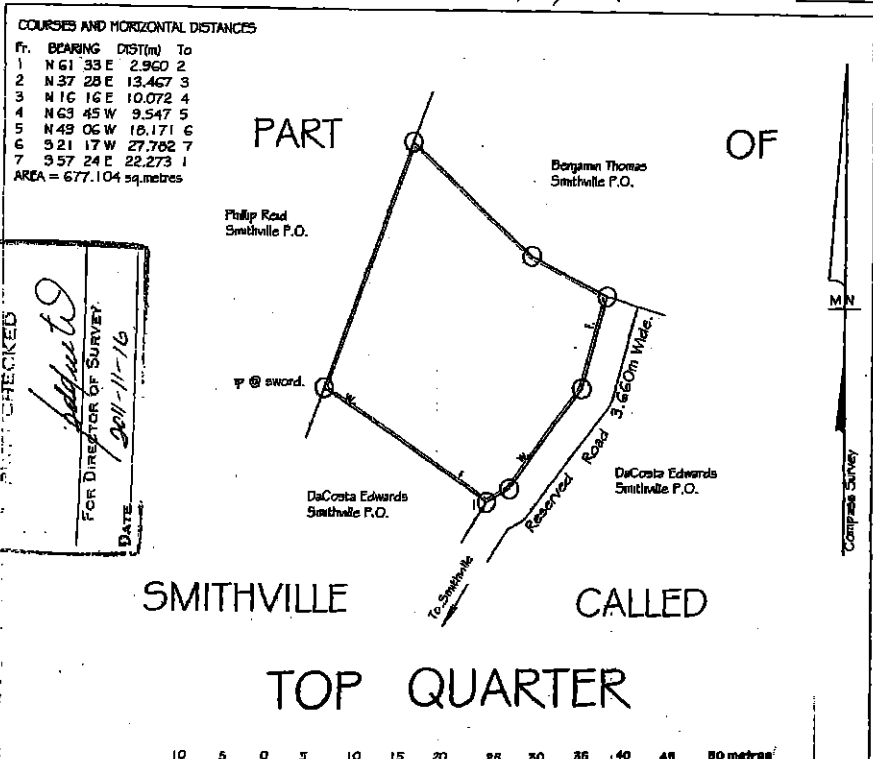 COURSES AND HORIZONTAL DISTANCES
Fr. BEARING DIST(m) To
1 N 61 33 E 2.960 2
2 N 37 28 E 13.467 3
3 N 16 16 E 10.072 4
4 N 63 45 W 9.547 5
5 N 49 06 W 18.171 6
6 S 21 17 W 27.782 7
7 S 57 24 E 22.273 1
AREA = 677.104 sq.metres
PART OF
Benjamin Thomas
Smithville P.O.
Phillip Read
Smithville P.O.
CHECKED
FOR DIRECTOR OF SURVEY
DATE 2011-11-16
MN
Compass Survey
IP @ sword.
Reserved Road 3.660m Wide.
DaCosta Edwards
Smithville P.O.
DaCosta Edwards
Smithville P.O.
To Smithville
SMITHVILLE CALLED
TOP QUARTER
10 5 0 5 10 15 20 25 30 35 40 45 50 metres